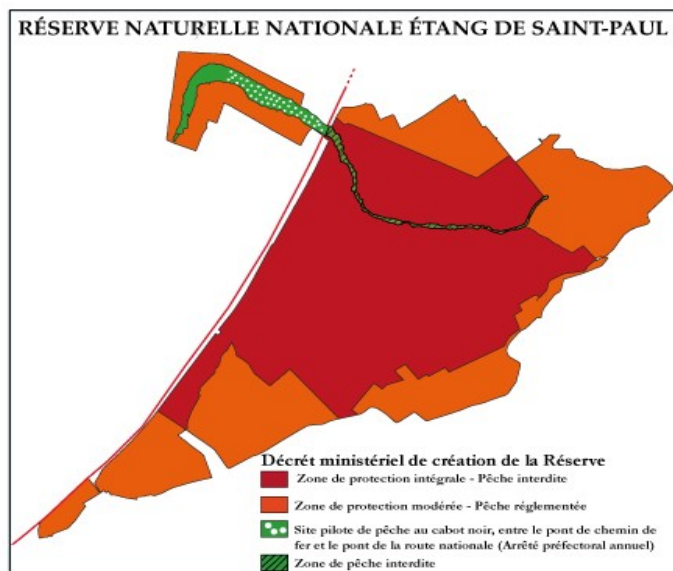 RÉSERVE NATURELLE NATIONALE ÉTANG DE SAINT-PAUL
Décrét ministériel de création de la Réserve
Zone de protection intégrale - Pêche interdite
Zone de protection modérée - Pêche réglementée
Site pilote de pêche au cabot noir, entre le pont de chemin de
fer et le pont de la route nationale (Arrêté préfectoral annuel)
Zone de pêche interdite